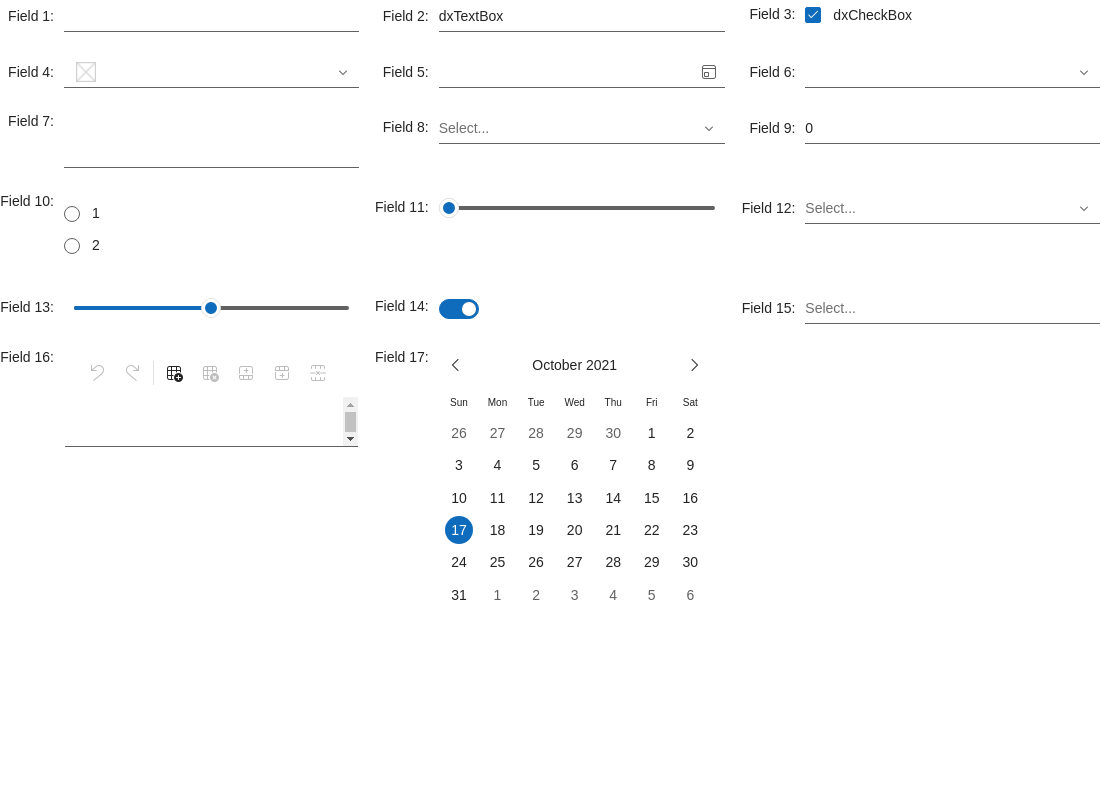 Field 1:
Field 2: dxTextBox
Field 3: dxCheckBox
Field 4:
Field 5:
Field 6:
Field 7:
Field 8: Select...
Field 9: 0
Field 10:
1
2
Field 11:
Field 12: Select...
Field 13:
Field 14:
Field 15: Select...
Field 16:
Field 17:
October 2021
Sun Mon Tue Wed Thu Fri Sat
26 27 28 29 30 1 2
3 4 5 6 7 8 9
10 11 12 13 14 15 16
17 18 19 20 21 22 23
24 25 26 27 28 29 30
31 1 2 3 4 5 6